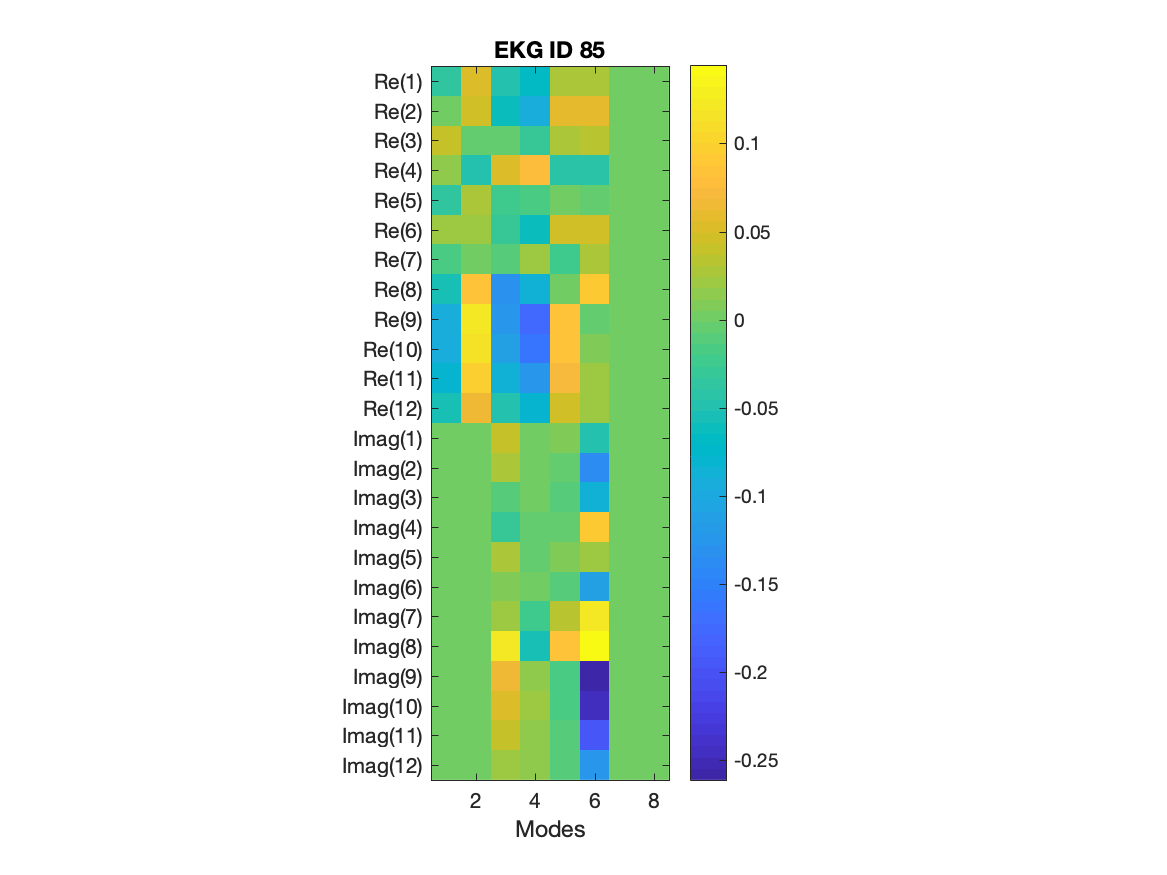 EKG ID 85
Re(1)
Re(2)
Re(3)
Re(4)
Re(5)
Re(6)
Re(7)
Re(8)
Re(9)
Re(10)
Re(11)
Re(12)
Imag(1)
Imag(2)
Imag(3)
Imag(4)
Imag(5)
Imag(6)
Imag(7)
Imag(8)
Imag(9)
Imag(10)
Imag(11)
Imag(12)
2 4 6 8
Modes
0.1
0.05
0
-0.05
-0.1
-0.15
-0.2
-0.25